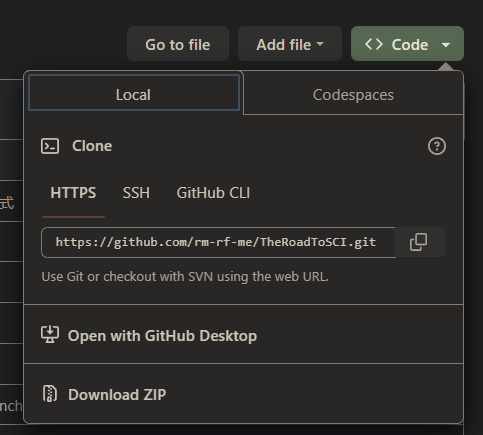 Go to file
Add file
Code
Local
Codespaces
Clone
HTTPS
SSH
GitHub CLI
式
https://github.com/rm-rf-me/TheRoadToSCI.git
Use Git or checkout with SVN using the web URL.
Open with GitHub Desktop
Download ZIP
nch